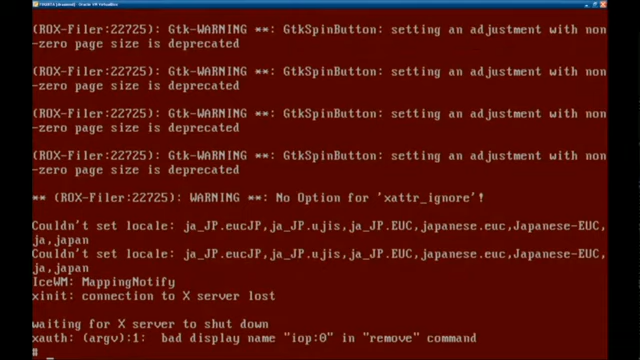 (ROX-Filer:22725): Gtk-WARNING **: GtkSpinButton: setting an adjustment with non
-zero page size is deprecated
(ROX-Filer:22725): Gtk-WARNING **: GtkSpinButton: setting an adjustment with non
-zero page size is deprecated
(ROX-Filer:22725): Gtk-WARNING **: GtkSpinButton: setting an adjustment with non
-zero page size is deprecated
(ROX-Filer:22725): Gtk-WARNING **: GtkSpinButton: setting an adjustment with non
-zero page size is deprecated
** (ROX-Filer:22725): WARNING **: No Option for 'xattr_ignore'!
Couldn't set locale: ja_JP.eucJP,ja_JP.ujis,ja_JP.EUC,japanese.euc,Japanese-EUC,
ja,japan
Couldn't set locale: ja_JP.eucJP,ja_JP.ujis,ja_JP.EUC,japanese.euc,Japanese-EUC,
ja,japan
IceWM: MappingNotify
xinit: connection to X server lost
waiting for X server to shut down
xauth: (argv):1:  bad display name "iop:0" in "remove" command
# _